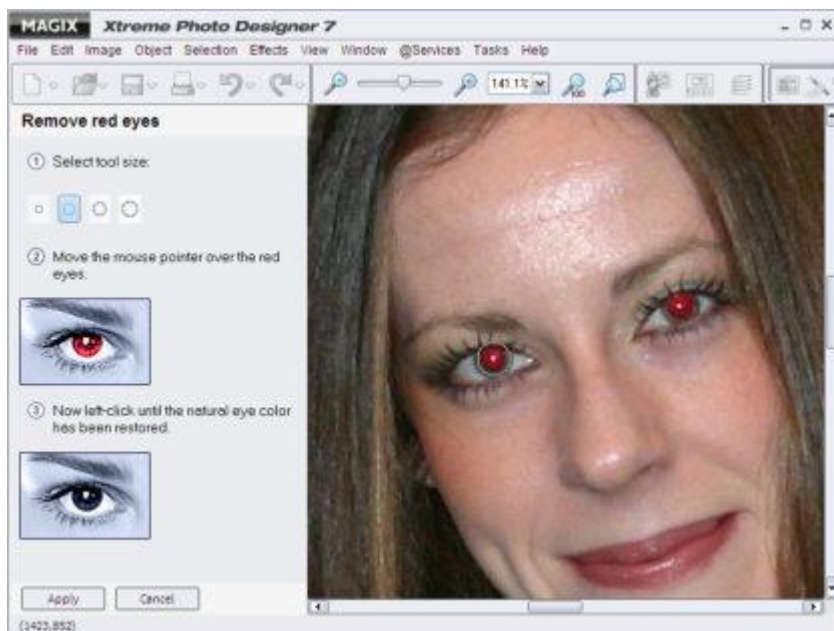 MAGIX Xtreme Photo Designer 7
File Edit Image Object Selection Effects View Window @Services Tasks Help
141.1%
100
Remove red eyes
1 Select tool size:
2 Move the mouse pointer over the red
eyes.
3 Now left-click until the natural eye color
has been restored.
Apply Cancel
(1423,852)